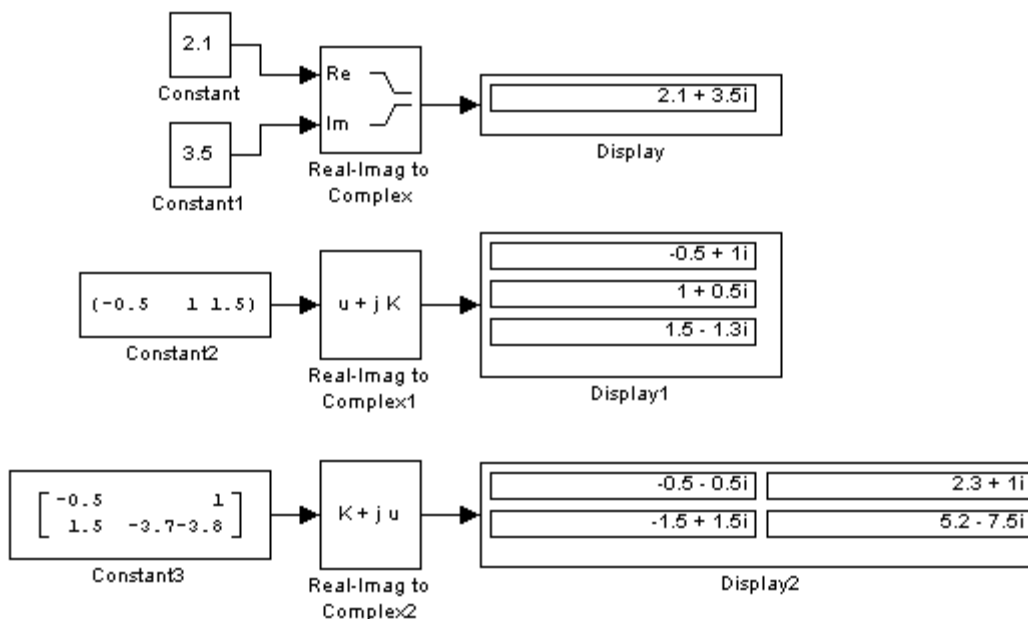 2.1
Constant
3.5
Constant1
Re
Im
Real-Imag to
Complex
2.1 + 3.5i
Display
(-0.5 1 1.5)
Constant2
u + j K
Real-Imag to
Complex1
-0.5 + 1i
1 + 0.5i
1.5 - 1.3i
Display1
-0.5 1
1.5 -3.7-3.8
Constant3
K + j u
Real-Imag to
Complex2
-0.5 - 0.5i 2.3 + 1i
-1.5 + 1.5i 5.2 - 7.5i
Display2